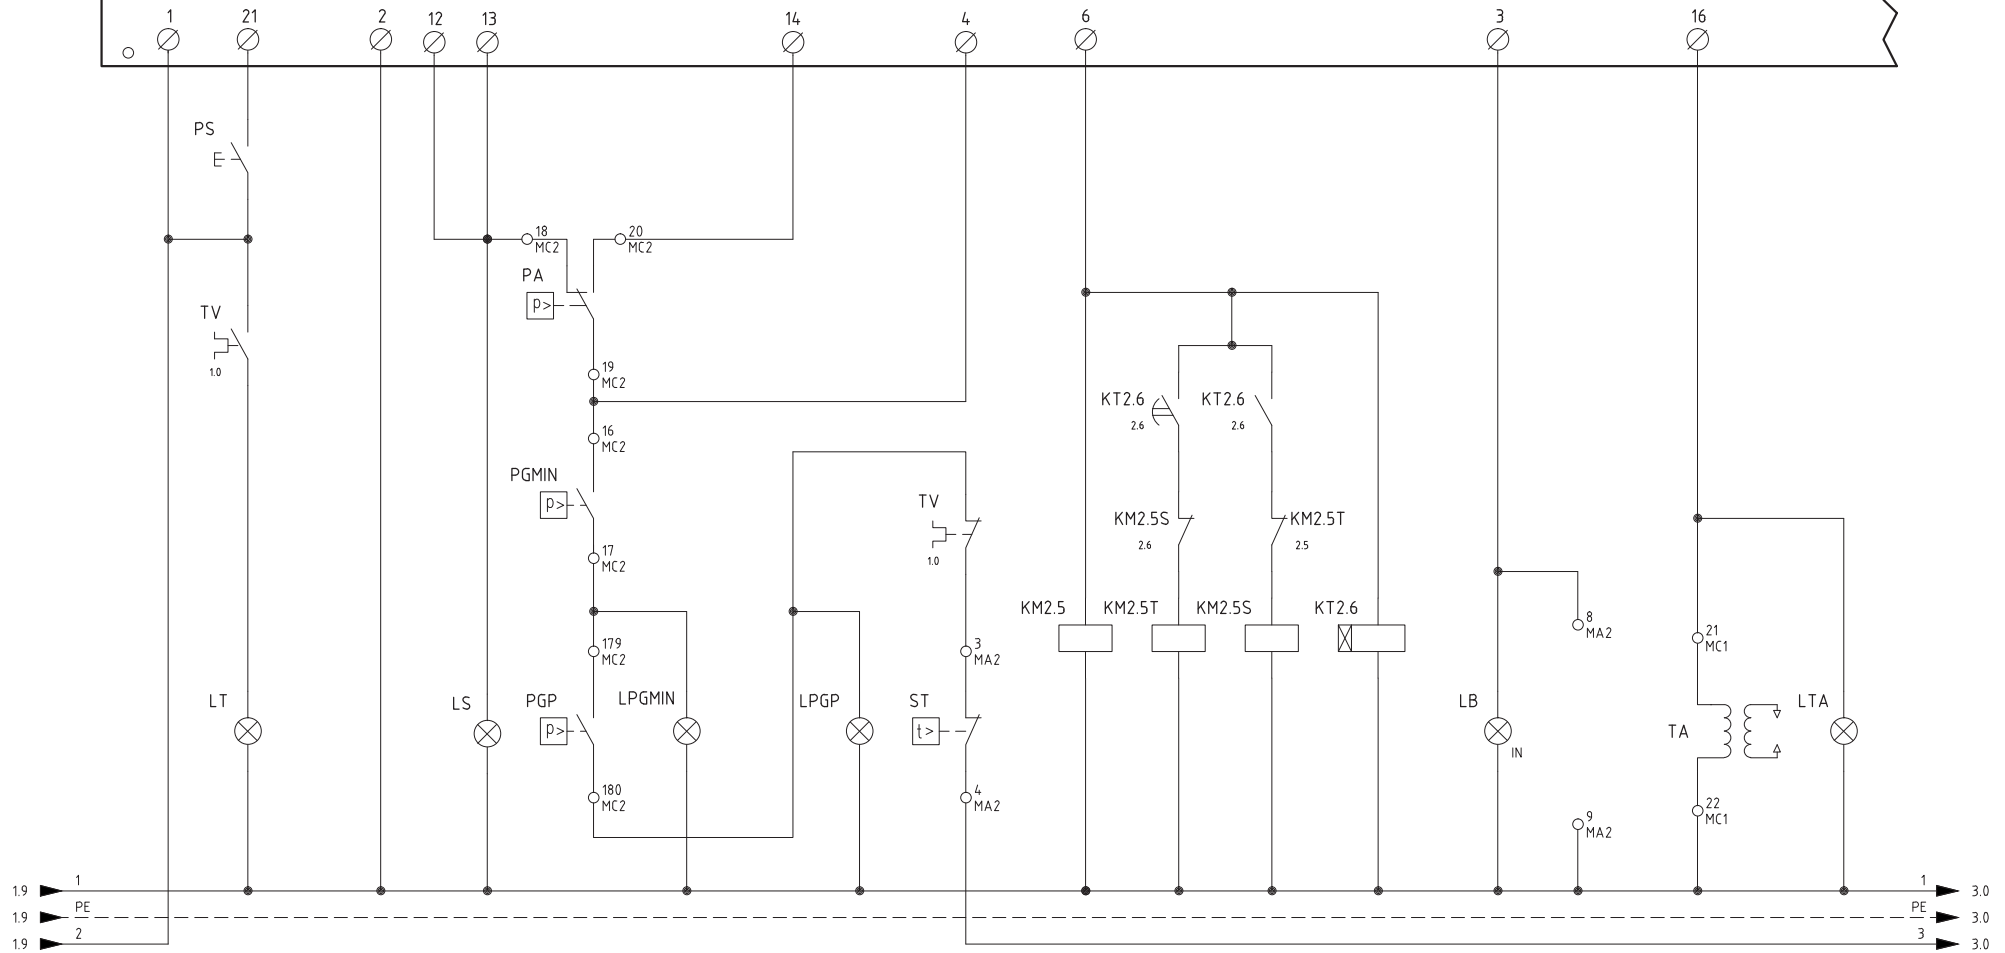 1 21 2 12 13 14 4 6 3 16
PS
18
MC2
20
MC2
PA
p>
TV
1.0
19
MC2
KT2.6
2.6
KT2.6
2.6
16
MC2
PGMIN
p>
TV
1.0
KM2.5S
2.6
KM2.5T
2.5
17
MC2
KM2.5 KM2.5T KM2.5S KT2.6
8
MA2
21
MC1
179
MC2
3
MA2
LT
LS
PGP
p>
LPGMIN
LPGP
ST
t>
LB
IN
TA
LTA
180
MC2
4
MA2
9
MA2
22
MC1
1.9 1 1 3.0
1.9 PE PE 3.0
1.9 2 3 3.0